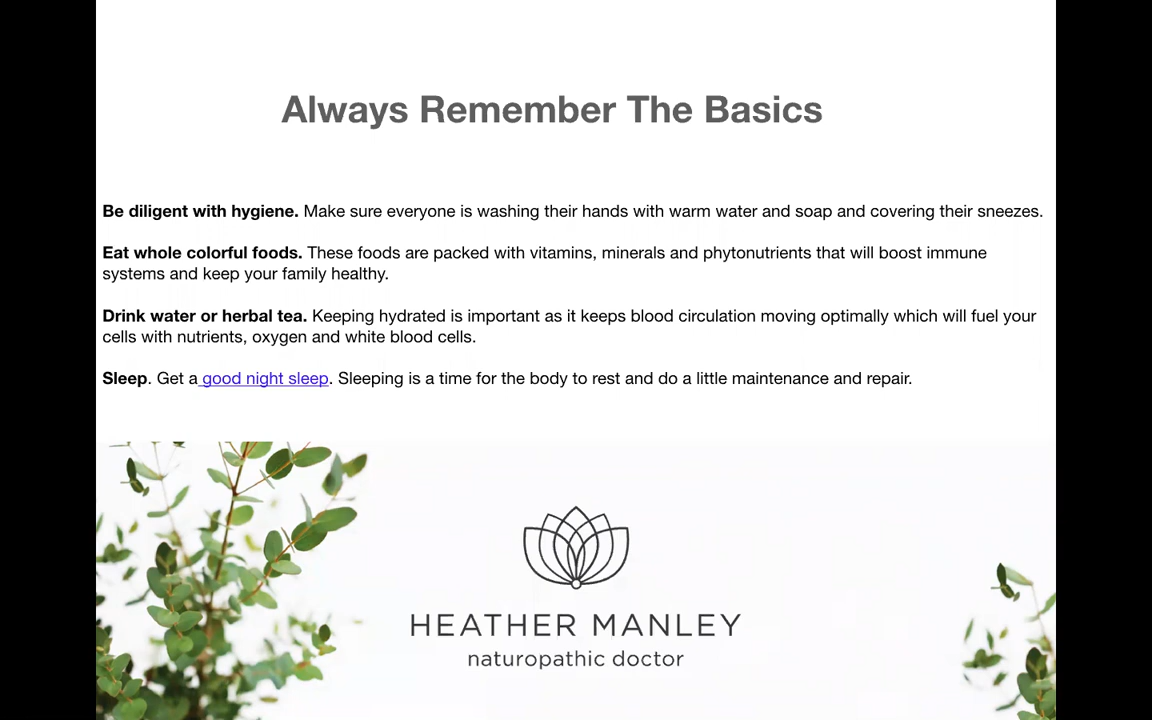 Always Remember The Basics
Be diligent with hygiene. Make sure everyone is washing their hands with warm water and soap and covering their sneezes.
Eat whole colorful foods. These foods are packed with vitamins, minerals and phytonutrients that will boost immune
systems and keep your family healthy.
Drink water or herbal tea. Keeping hydrated is important as it keeps blood circulation moving optimally which will fuel your
cells with nutrients, oxygen and white blood cells.
Sleep. Get a good night sleep. Sleeping is a time for the body to rest and do a little maintenance and repair.
HEATHER MANLEY
naturopathic doctor